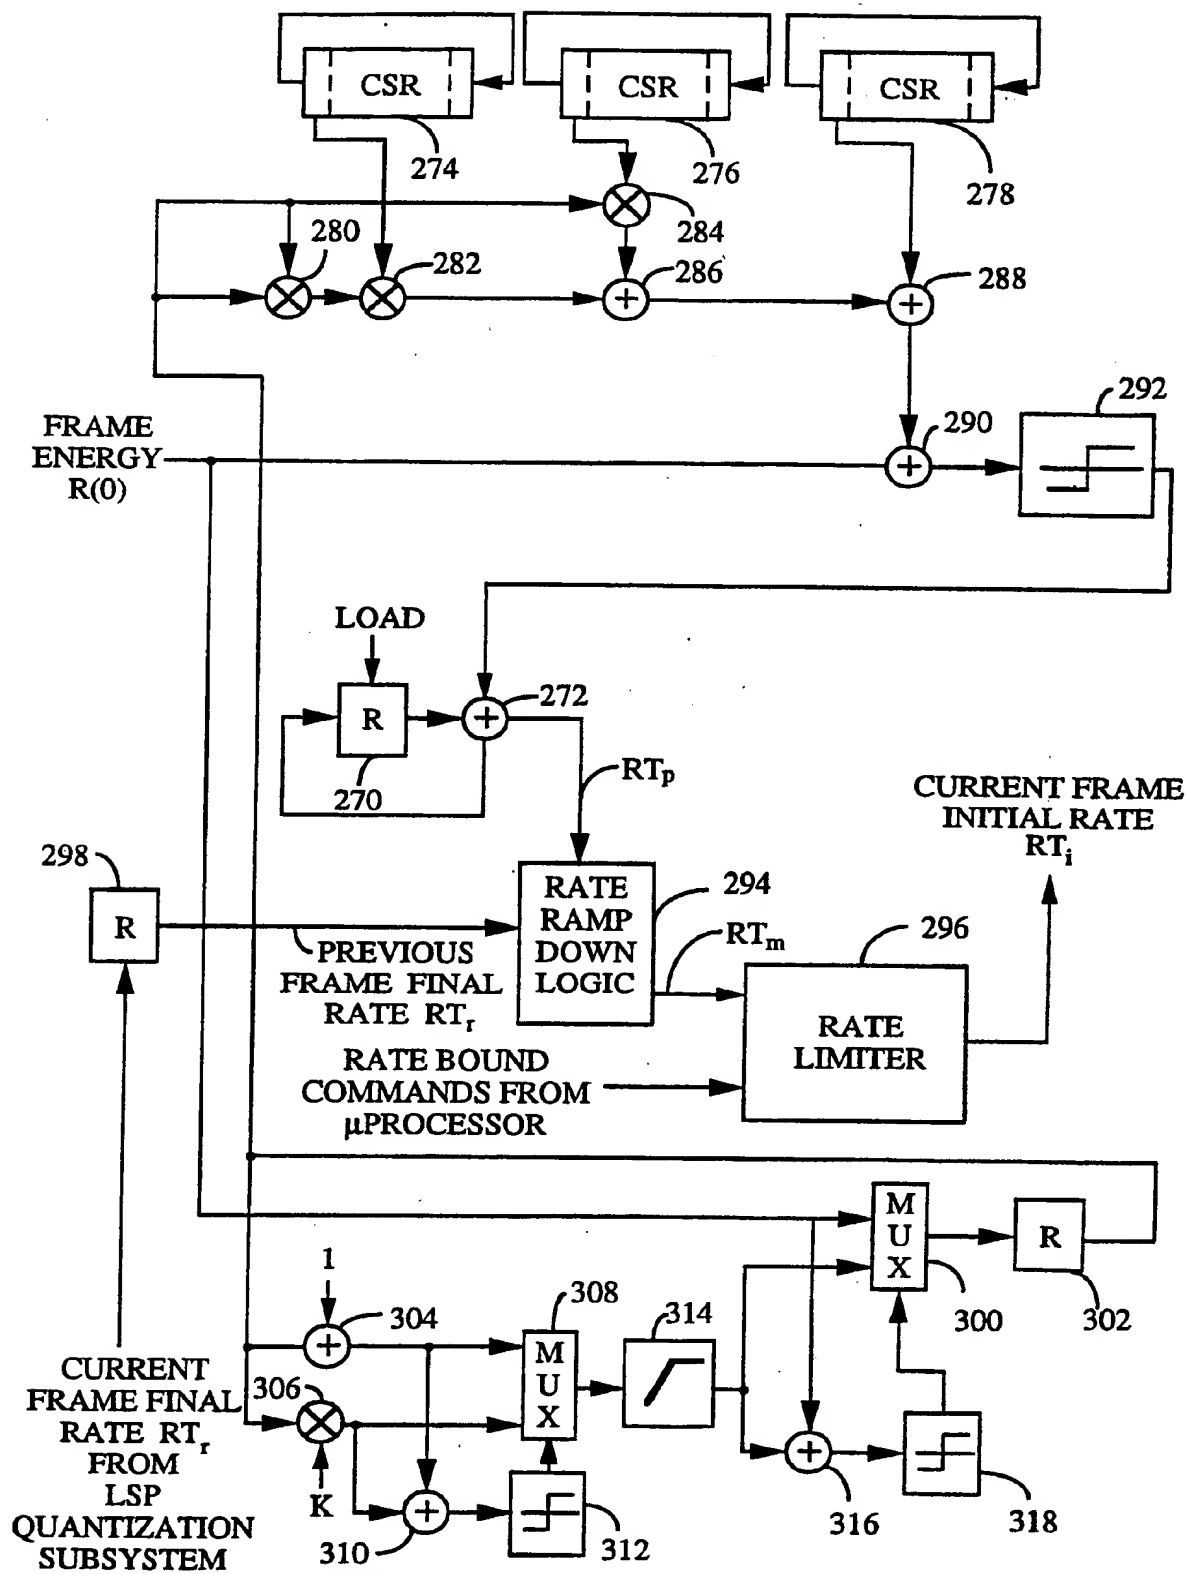 CSR
CSR
CSR
274
276
278
280
282
284
286
288
FRAME
ENERGY
R(0)
290
292
LOAD
R
270
272
RTp
CURRENT FRAME
INITIAL RATE
RTi
298
R
RATE
RAMP
DOWN
LOGIC
294
RTm
296
PREVIOUS
FRAME FINAL
RATE RTr
RATE
LIMITER
RATE BOUND
COMMANDS FROM
μPROCESSOR
M
U
X
300
R
302
1
304
308
M
U
X
314
306
K
310
312
316
318
CURRENT
FRAME FINAL
RATE RTr
FROM
LSP
QUANTIZATION
SUBSYSTEM